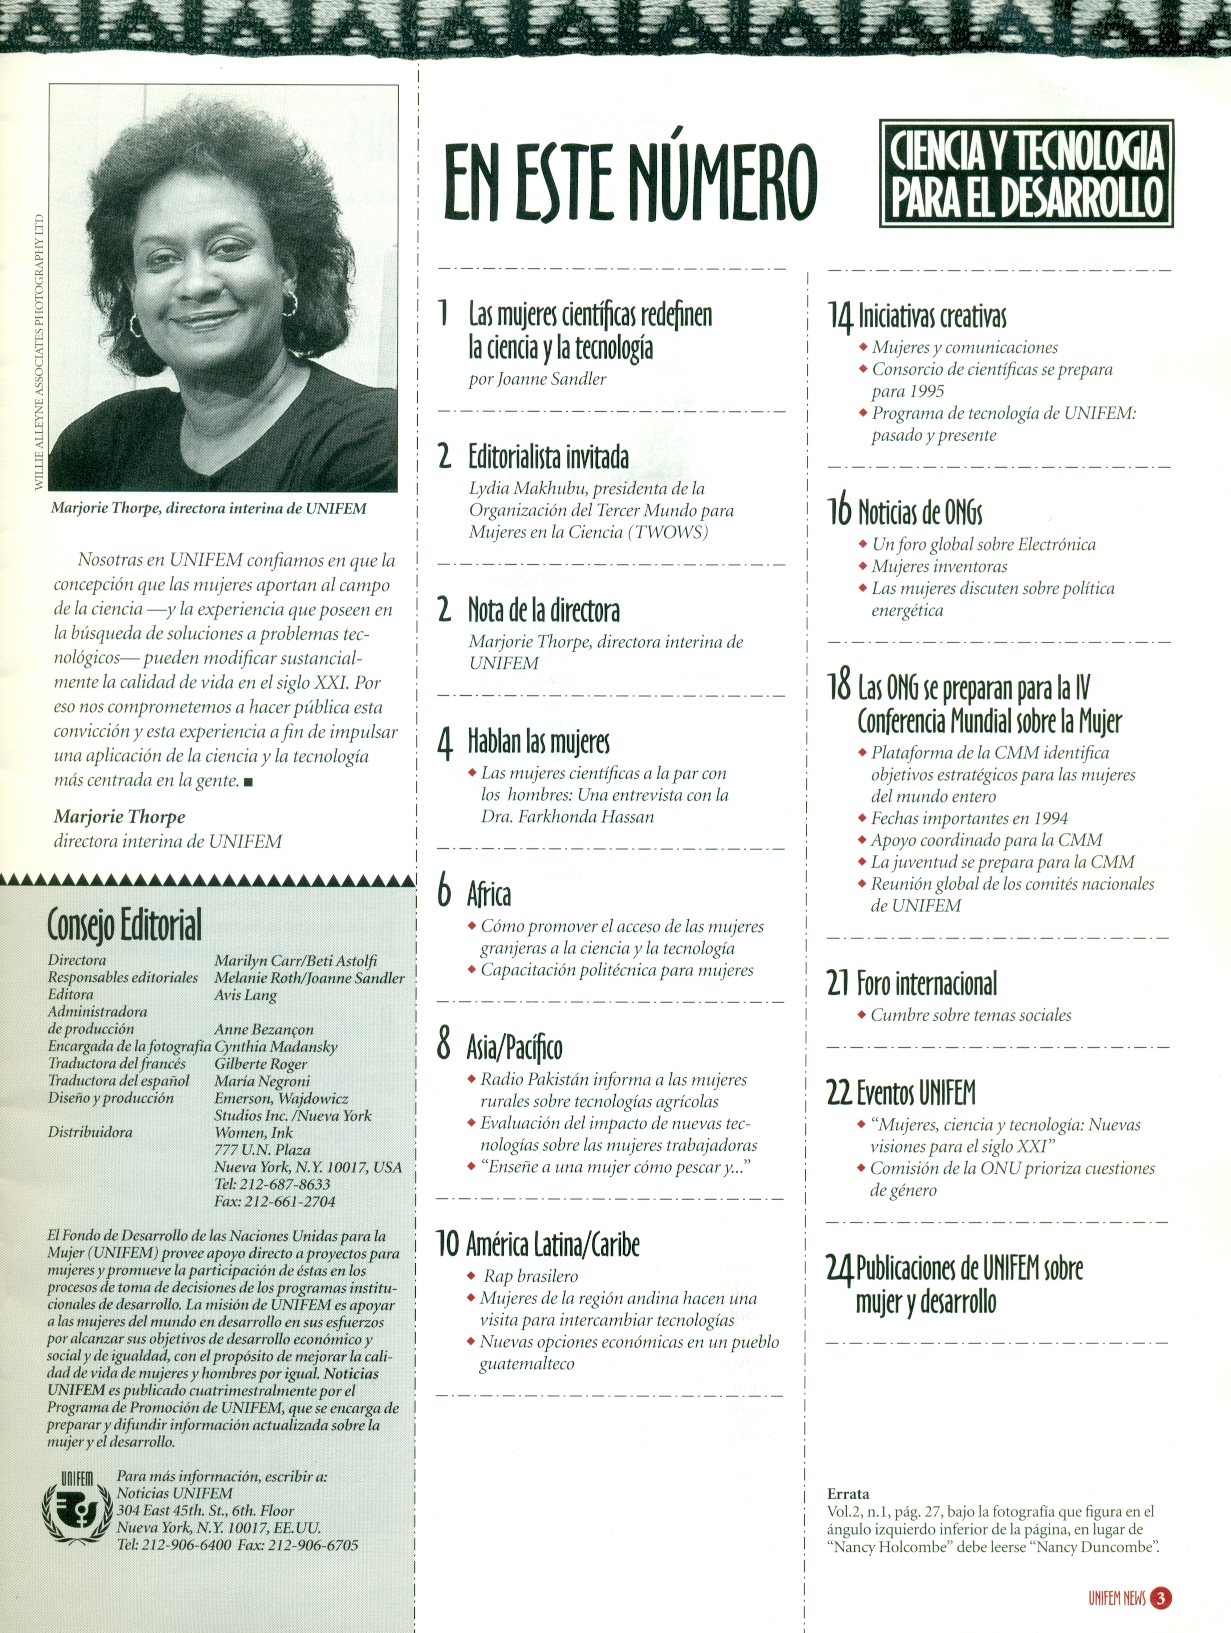 WILLIE ALLEYNE ASSOCIATES PHOTOGRAPHY LTD
Marjorie Thorpe, directora interina de UNIFEM
Nosotras en UNIFEM confiamos en que la
concepción que las mujeres aportan al campo
de la ciencia —y la experiencia que poseen en
la búsqueda de soluciones a problemas tec-
nológicos— pueden modificar sustancial-
mente la calidad de vida en el siglo XXI. Por
eso nos comprometemos a hacer pública esta
convicción y esta experiencia a fin de impulsar
una aplicación de la ciencia y la tecnología
más centrada en la gente. ■
Marjorie Thorpe
directora interina de UNIFEM
Consejo Editorial
Directora Marilyn Carr/Beti Astolfi
Responsables editoriales Melanie Roth/Joanne Sandler
Editora Avis Lang
Administradora
de producción Anne Bezançon
Encargada de la fotografía Cynthia Madansky
Traductora del francés Gilberte Roger
Traductora del español María Negroni
Diseño y producción Emerson, Wajdowicz
Studios Inc. /Nueva York
Distribuidora Women, Ink
777 U.N. Plaza
Nueva York, N.Y. 10017, USA
Tel: 212-687-8633
Fax: 212-661-2704
El Fondo de Desarrollo de las Naciones Unidas para la
Mujer (UNIFEM) provee apoyo directo a proyectos para
mujeres y promueve la participación de éstas en los
procesos de toma de decisiones de los programas institu-
cionales de desarrollo. La misión de UNIFEM es apoyar
a las mujeres del mundo en desarrollo en sus esfuerzos
por alcanzar sus objetivos de desarrollo económico y
social y de igualdad, con el propósito de mejorar la cali-
dad de vida de mujeres y hombres por igual. Noticias
UNIFEM es publicado cuatrimestralmente por el
Programa de Promoción de UNIFEM, que se encarga de
preparar y difundir información actualizada sobre la
mujer y el desarrollo.
UNIFEM
Para más información, escribir a:
Noticias UNIFEM
304 East 45th. St., 6th. Floor
Nueva York, N.Y. 10017, EE.UU.
Tel: 212-906-6400 Fax: 212-906-6705
EN ESTE NÚMERO
CIENCIA Y TECNOLOGIA
PARA EL DESARROLLO
1 Las mujeres científicas redefinen
la ciencia y la tecnología
por Joanne Sandler
2 Editorialista invitada
Lydia Makhubu, presidenta de la
Organización del Tercer Mundo para
Mujeres en la Ciencia (TWOWS)
2 Nota de la directora
Marjorie Thorpe, directora interina de
UNIFEM
4 Hablan las mujeres
◆ Las mujeres científicas a la par con
los hombres: Una entrevista con la
Dra. Farkhonda Hassan
6 Africa
◆ Cómo promover el acceso de las mujeres
granjeras a la ciencia y la tecnología
◆ Capacitación politécnica para mujeres
8 Asia/Pacífico
◆ Radio Pakistán informa a las mujeres
rurales sobre tecnologías agrícolas
◆ Evaluación del impacto de nuevas tec-
nologías sobre las mujeres trabajadoras
◆ “Enseñe a una mujer cómo pescar y...”
10 América Latina/Caribe
◆ Rap brasilero
◆ Mujeres de la región andina hacen una
visita para intercambiar tecnologías
◆ Nuevas opciones económicas en un pueblo
guatemalteco
14 Iniciativas creativas
◆ Mujeres y comunicaciones
◆ Consorcio de científicas se prepara
para 1995
◆ Programa de tecnología de UNIFEM:
pasado y presente
16 Noticias de ONGs
◆ Un foro global sobre Electrónica
◆ Mujeres inventoras
◆ Las mujeres discuten sobre política
energética
18 Las ONG se preparan para la IV
Conferencia Mundial sobre la Mujer
◆ Plataforma de la CMM identifica
objetivos estratégicos para las mujeres
del mundo entero
◆ Fechas importantes en 1994
◆ Apoyo coordinado para la CMM
◆ La juventud se prepara para la CMM
◆ Reunión global de los comités nacionales
de UNIFEM
21 Foro internacional
◆ Cumbre sobre temas sociales
22 Eventos UNIFEM
◆ “Mujeres, ciencia y tecnología: Nuevas
visiones para el siglo XXI”
◆ Comisión de la ONU prioriza cuestiones
de género
24 Publicaciones de UNIFEM sobre
mujer y desarrollo
Errata
Vol.2, n.1, pág. 27, bajo la fotografía que figura en el
ángulo izquierdo inferior de la página, en lugar de
“Nancy Holcombe” debe leerse “Nancy Duncombe”.
UNIFEM NEWS 3